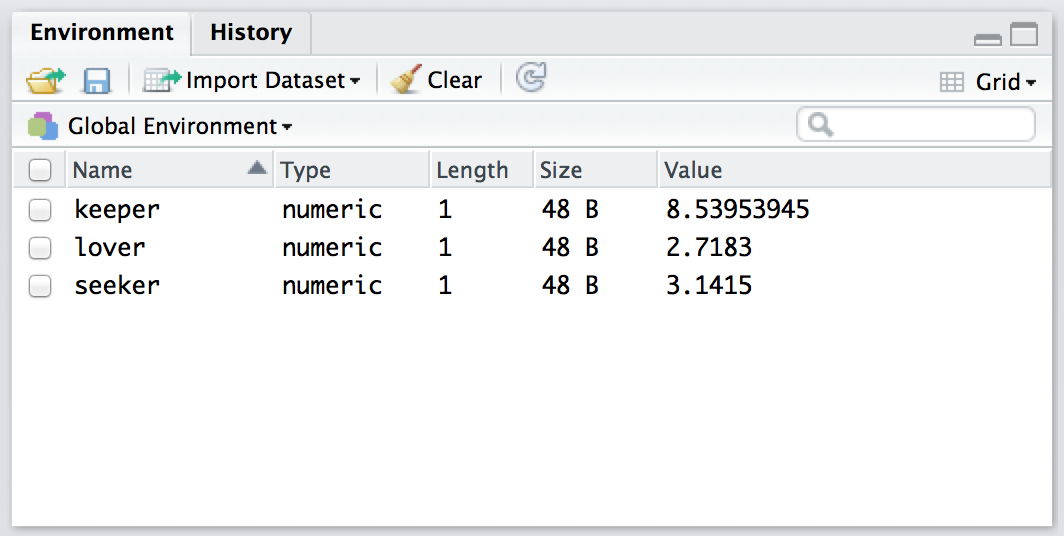 Environment History
Import Dataset Clear Grid
Global Environment
Name Type Length Size Value
keeper numeric 1 48 B 8.53953945
lover numeric 1 48 B 2.7183
seeker numeric 1 48 B 3.1415